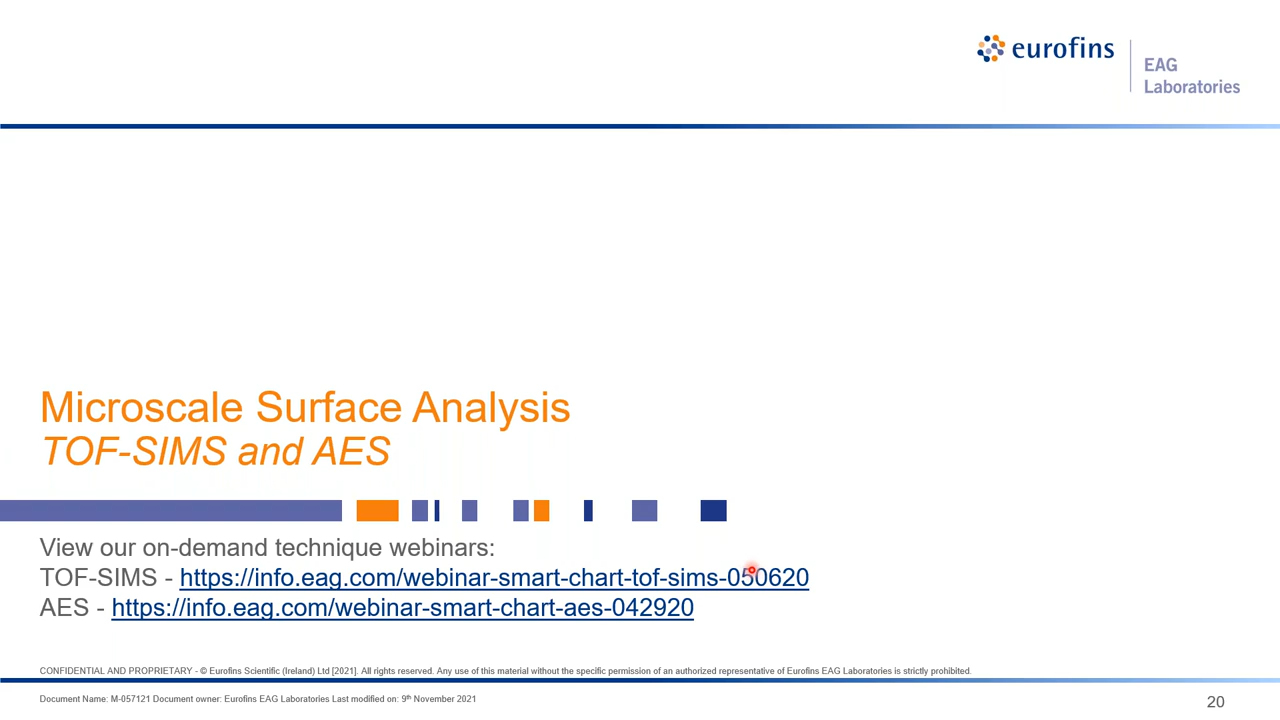 eurofins
EAG
Laboratories
Microscale Surface Analysis
TOF-SIMS and AES
View our on-demand technique webinars:
TOF-SIMS - https://info.eag.com/webinar-smart-chart-tof-sims-050620
AES - https://info.eag.com/webinar-smart-chart-aes-042920
CONFIDENTIAL AND PROPRIETARY - © Eurofins Scientific (Ireland) Ltd [2021]. All rights reserved. Any use of this material without the specific permission of an authorized representative of Eurofins EAG Laboratories is strictly prohibited.
Document Name: M-057121 Document owner: Eurofins EAG Laboratories Last modified on: 9th November 2021
20